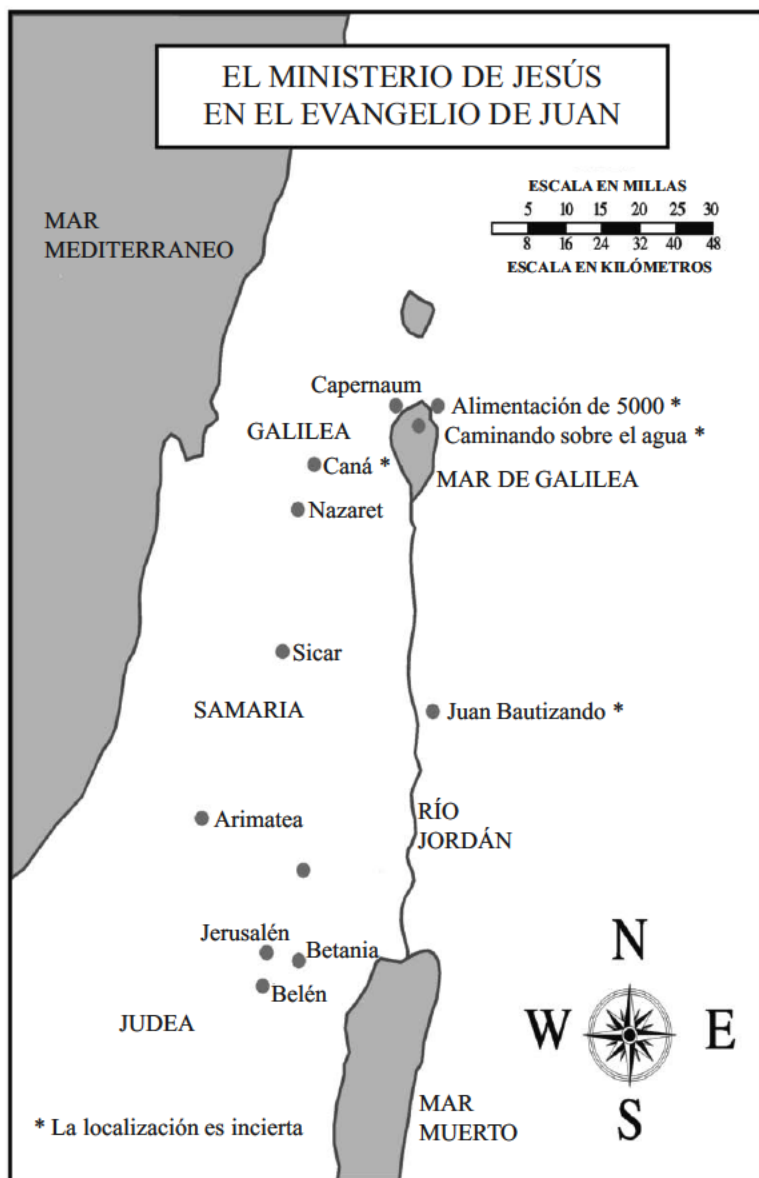 EL MINISTERIO DE JESÚS
EN EL EVANGELIO DE JUAN
ESCALA EN MILLAS
5 10 15 20 25 30
8 16 24 32 40 48
ESCALA EN KILÓMETROS
MAR
MEDITERRANEO
Capernaum
Alimentación de 5000 *
GALILEA
Caminando sobre el agua *
Caná *
MAR DE GALILEA
Nazaret
Sicar
SAMARIA
Juan Bautizando *
Arimatea
RÍO
JORDÁN
Jerusalén
Betania
Belén
JUDEA
N
W E
S
* La localización es incierta
MAR
MUERTO